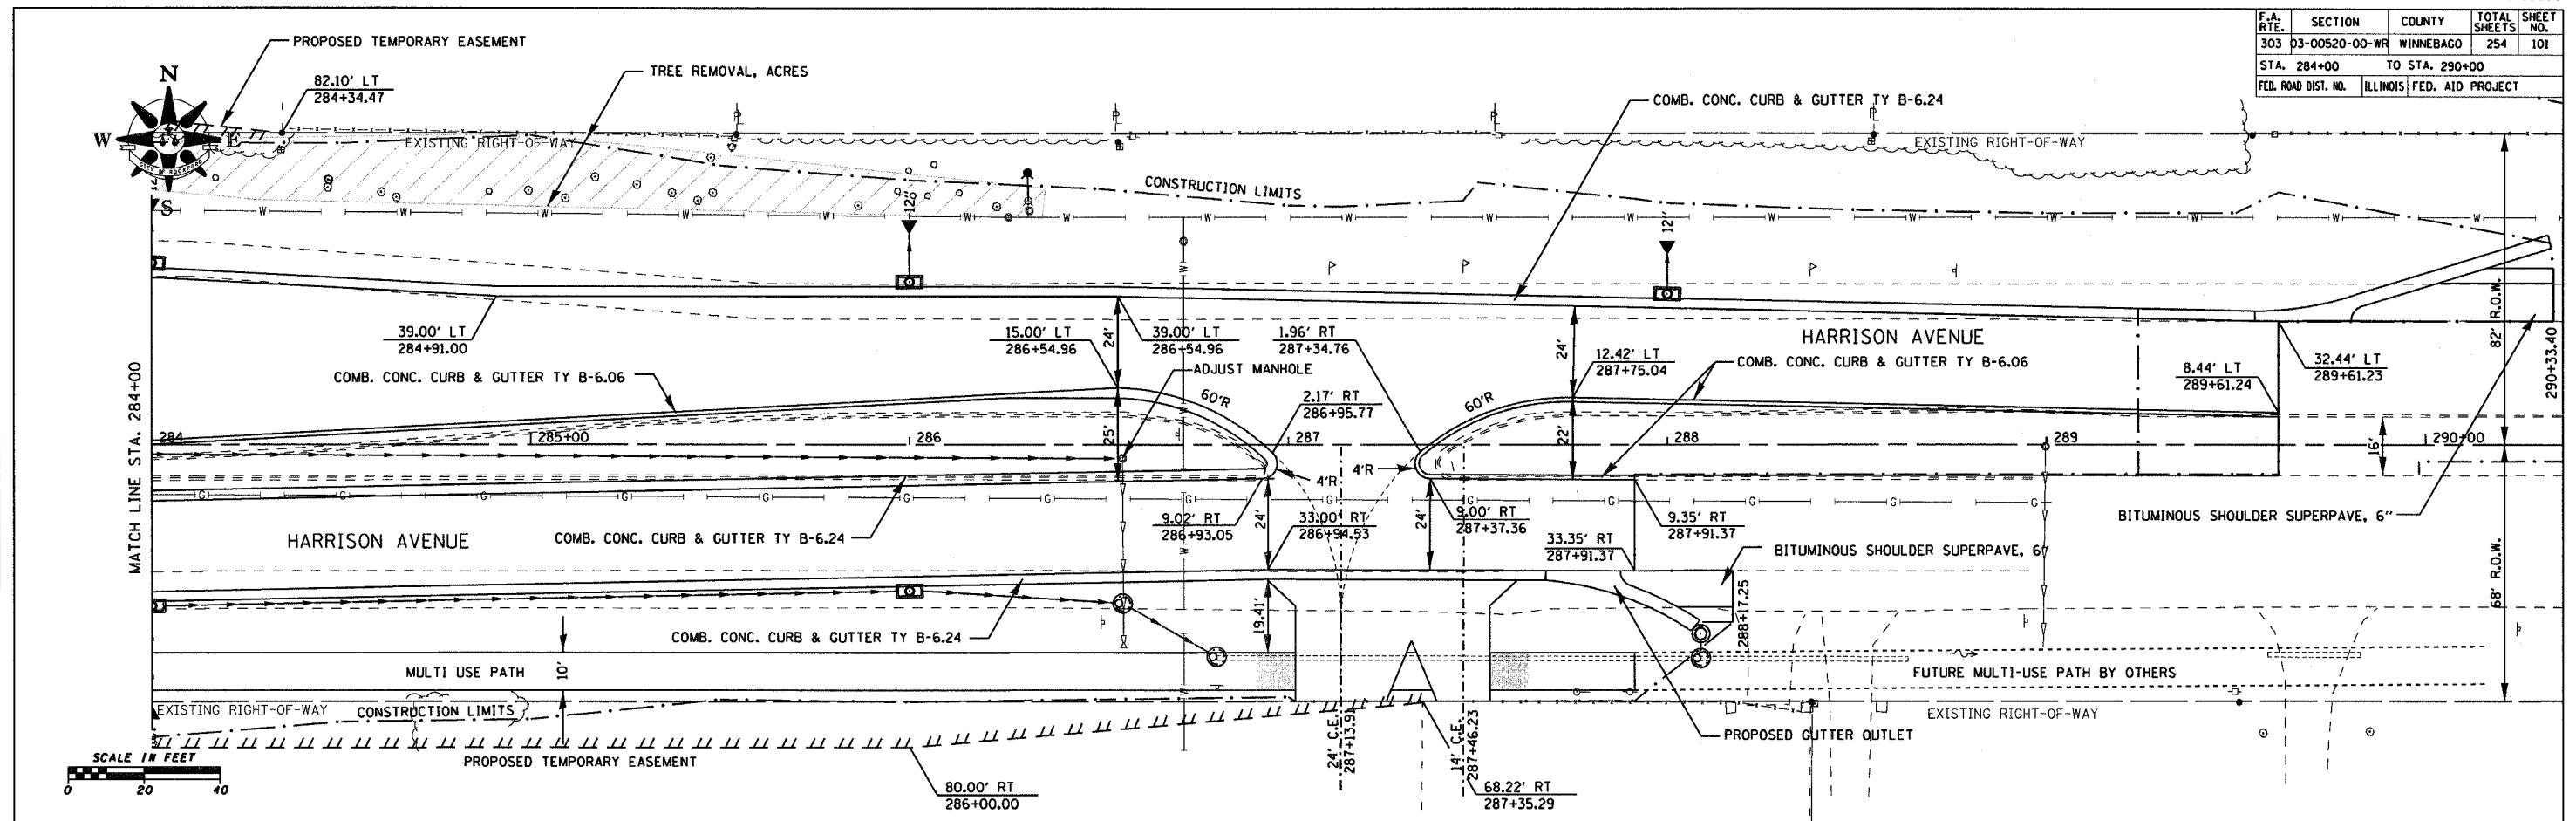 F.A. RTE. SECTION COUNTY TOTAL SHEETS SHEET NO.
303 03-00520-00-WR WINNEBAGO 254 101
STA. 284+00 TO STA. 290+00
FED. ROAD DIST. NO. ILLINOIS FED. AID PROJECT
PROPOSED TEMPORARY EASEMENT
N
W
E
S
CITY OF ROCKFORD
82.10' LT
284+34.47
TREE REMOVAL, ACRES
COMB. CONC. CURB & GUTTER TY B-6.24
EXISTING RIGHT-OF-WAY
EXISTING RIGHT-OF-WAY
CONSTRUCTION LIMITS
W W W W W W W W W W W W W W W W
12"
12"
39.00' LT
284+91.00
15.00' LT
286+54.96
24'
39.00' LT
286+54.96
1.96' RT
287+34.76
24'
HARRISON AVENUE
12.42' LT
287+75.04
COMB. CONC. CURB & GUTTER TY B-6.06
8.44' LT
289+61.24
32.44' LT
289+61.23
82' R.O.W.
290+33.40
COMB. CONC. CURB & GUTTER TY B-6.06
ADJUST MANHOLE
60'R
60'R
2.17' RT
286+95.77
MATCH LINE STA. 284+00
284 285+00 286 287 288 289 290+00
25'
22'
16'
4'R
4'R
G G G G G G G G G G G G G G
HARRISON AVENUE
COMB. CONC. CURB & GUTTER TY B-6.24
9.02' RT
286+93.05
24'
33.00' RT
286+94.53
24'
9.00' RT
287+37.36
9.35' RT
287+91.37
33.35' RT
287+91.37
BITUMINOUS SHOULDER SUPERPAVE, 6"
BITUMINOUS SHOULDER SUPERPAVE, 6"
COMB. CONC. CURB & GUTTER TY B-6.24
19.41'
288+17.25
68' R.O.W.
MULTI USE PATH
10'
FUTURE MULTI-USE PATH BY OTHERS
EXISTING RIGHT-OF-WAY
CONSTRUCTION LIMITS
EXISTING RIGHT-OF-WAY
PROPOSED GUTTER OUTLET
24' C.E.
287+13.91
14' C.E.
287+46.23
SCALE IN FEET
0 20 40
PROPOSED TEMPORARY EASEMENT
80.00' RT
286+00.00
68.22' RT
287+35.29